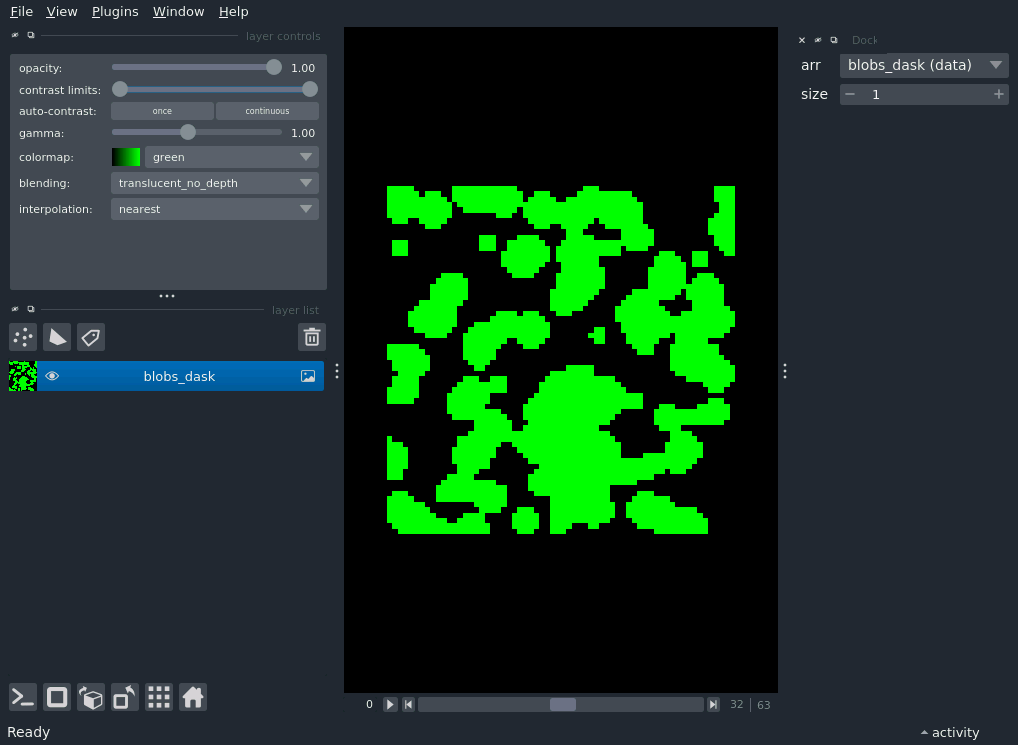 File View Plugins Window Help
layer controls
opacity: 1.00
contrast limits:
auto-contrast: once continuous
gamma: 1.00
colormap: green
blending: translucent_no_depth
interpolation: nearest
layer list
blobs_dask
Ready
0 32 | 63
Dock
arr blobs_dask (data)
size 1
activity